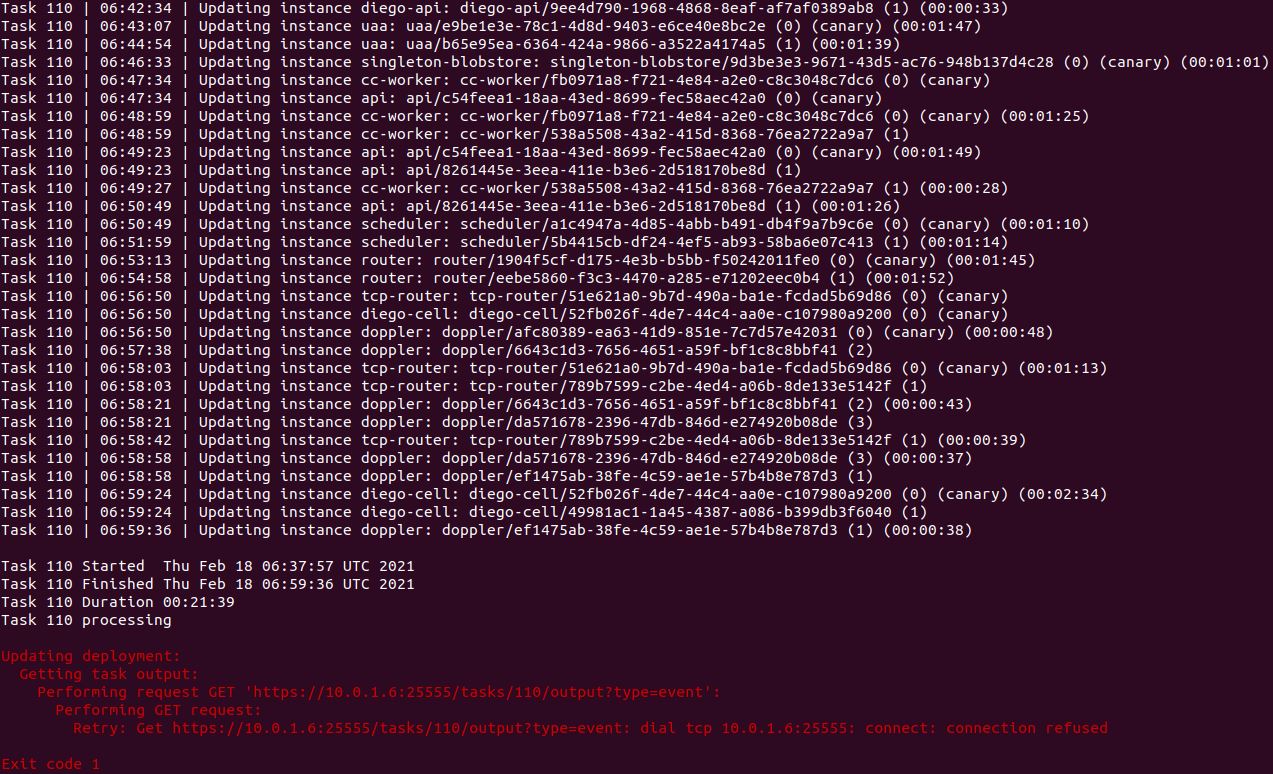 Task 110 | 06:42:34 | Updating instance diego-api: diego-api/9ee4d790-1968-4868-8eaf-af7af0389ab8 (1) (00:00:33)
Task 110 | 06:43:07 | Updating instance uaa: uaa/e9be1e3e-78c1-4d8d-9403-e6ce40e8bc2e (0) (canary) (00:01:47)
Task 110 | 06:44:54 | Updating instance uaa: uaa/b65e95ea-6364-424a-9866-a3522a4174a5 (1) (00:01:39)
Task 110 | 06:46:33 | Updating instance singleton-blobstore: singleton-blobstore/9d3be3e3-9671-43d5-ac76-948b137d4c28 (0) (canary) (00:01:01)
Task 110 | 06:47:34 | Updating instance cc-worker: cc-worker/fb0971a8-f721-4e84-a2e0-c8c3048c7dc6 (0) (canary)
Task 110 | 06:47:34 | Updating instance api: api/c54feea1-18aa-43ed-8699-fec58aec42a0 (0) (canary)
Task 110 | 06:48:59 | Updating instance cc-worker: cc-worker/fb0971a8-f721-4e84-a2e0-c8c3048c7dc6 (0) (canary) (00:01:25)
Task 110 | 06:48:59 | Updating instance cc-worker: cc-worker/538a5508-43a2-415d-8368-76ea2722a9a7 (1)
Task 110 | 06:49:23 | Updating instance api: api/c54feea1-18aa-43ed-8699-fec58aec42a0 (0) (canary) (00:01:49)
Task 110 | 06:49:23 | Updating instance api: api/8261445e-3eea-411e-b3e6-2d518170be8d (1)
Task 110 | 06:49:27 | Updating instance cc-worker: cc-worker/538a5508-43a2-415d-8368-76ea2722a9a7 (1) (00:00:28)
Task 110 | 06:50:49 | Updating instance api: api/8261445e-3eea-411e-b3e6-2d518170be8d (1) (00:01:26)
Task 110 | 06:50:49 | Updating instance scheduler: scheduler/a1c4947a-4d85-4abb-b491-db4f9a7b9c6e (0) (canary) (00:01:10)
Task 110 | 06:51:59 | Updating instance scheduler: scheduler/5b4415cb-df24-4ef5-ab93-58ba6e07c413 (1) (00:01:14)
Task 110 | 06:53:13 | Updating instance router: router/1904f5cf-d175-4e3b-b5bb-f50242011fe0 (0) (canary) (00:01:45)
Task 110 | 06:54:58 | Updating instance router: router/eebe5860-f3c3-4470-a285-e71202eec0b4 (1) (00:01:52)
Task 110 | 06:56:50 | Updating instance tcp-router: tcp-router/51e621a0-9b7d-490a-ba1e-fcdad5b69d86 (0) (canary)
Task 110 | 06:56:50 | Updating instance diego-cell: diego-cell/52fb026f-4de7-44c4-aa0e-c107980a9200 (0) (canary)
Task 110 | 06:56:50 | Updating instance doppler: doppler/afc80389-ea63-41d9-851e-7c7d57e42031 (0) (canary) (00:00:48)
Task 110 | 06:57:38 | Updating instance doppler: doppler/6643c1d3-7656-4651-a59f-bf1c8c8bbf41 (2)
Task 110 | 06:58:03 | Updating instance tcp-router: tcp-router/51e621a0-9b7d-490a-ba1e-fcdad5b69d86 (0) (canary) (00:01:13)
Task 110 | 06:58:03 | Updating instance tcp-router: tcp-router/789b7599-c2be-4ed4-a06b-8de133e5142f (1)
Task 110 | 06:58:21 | Updating instance doppler: doppler/6643c1d3-7656-4651-a59f-bf1c8c8bbf41 (2) (00:00:43)
Task 110 | 06:58:21 | Updating instance doppler: doppler/da571678-2396-47db-846d-e274920b08de (3)
Task 110 | 06:58:42 | Updating instance tcp-router: tcp-router/789b7599-c2be-4ed4-a06b-8de133e5142f (1) (00:00:39)
Task 110 | 06:58:58 | Updating instance doppler: doppler/da571678-2396-47db-846d-e274920b08de (3) (00:00:37)
Task 110 | 06:58:58 | Updating instance doppler: doppler/ef1475ab-38fe-4c59-ae1e-57b4b8e787d3 (1)
Task 110 | 06:59:24 | Updating instance diego-cell: diego-cell/52fb026f-4de7-44c4-aa0e-c107980a9200 (0) (canary) (00:02:34)
Task 110 | 06:59:24 | Updating instance diego-cell: diego-cell/49981ac1-1a45-4387-a086-b399db3f6040 (1)
Task 110 | 06:59:36 | Updating instance doppler: doppler/ef1475ab-38fe-4c59-ae1e-57b4b8e787d3 (1) (00:00:38)
Task 110 Started  Thu Feb 18 06:37:57 UTC 2021
Task 110 Finished Thu Feb 18 06:59:36 UTC 2021
Task 110 Duration 00:21:39
Task 110 processing
Updating deployment:
Getting task output:
Performing request GET 'https://10.0.1.6:25555/tasks/110/output?type=event':
Performing GET request:
Retry: Get https://10.0.1.6:25555/tasks/110/output?type=event: dial tcp 10.0.1.6:25555: connect: connection refused
Exit code 1